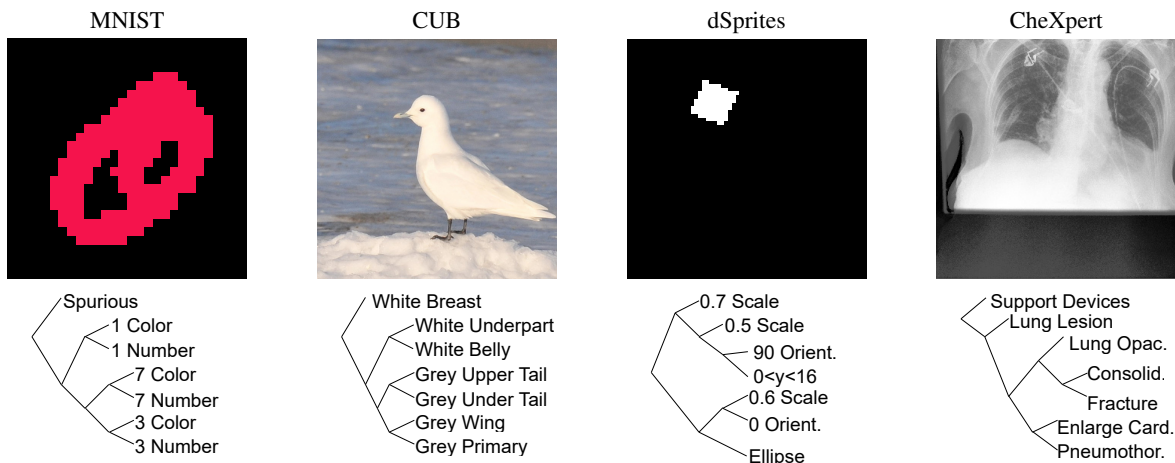 MNIST
Spurious
1 Color
1 Number
7 Color
7 Number
3 Color
3 Number
CUB
White Breast
White Underpart
White Belly
Grey Upper Tail
Grey Under Tail
Grey Wing
Grey Primary
dSprites
0.7 Scale
0.5 Scale
90 Orient.
0<y<16
0.6 Scale
0 Orient.
Ellipse
CheXpert
Support Devices
Lung Lesion
Lung Opac.
Consolid.
Fracture
Enlarge Card.
Pneumothor.